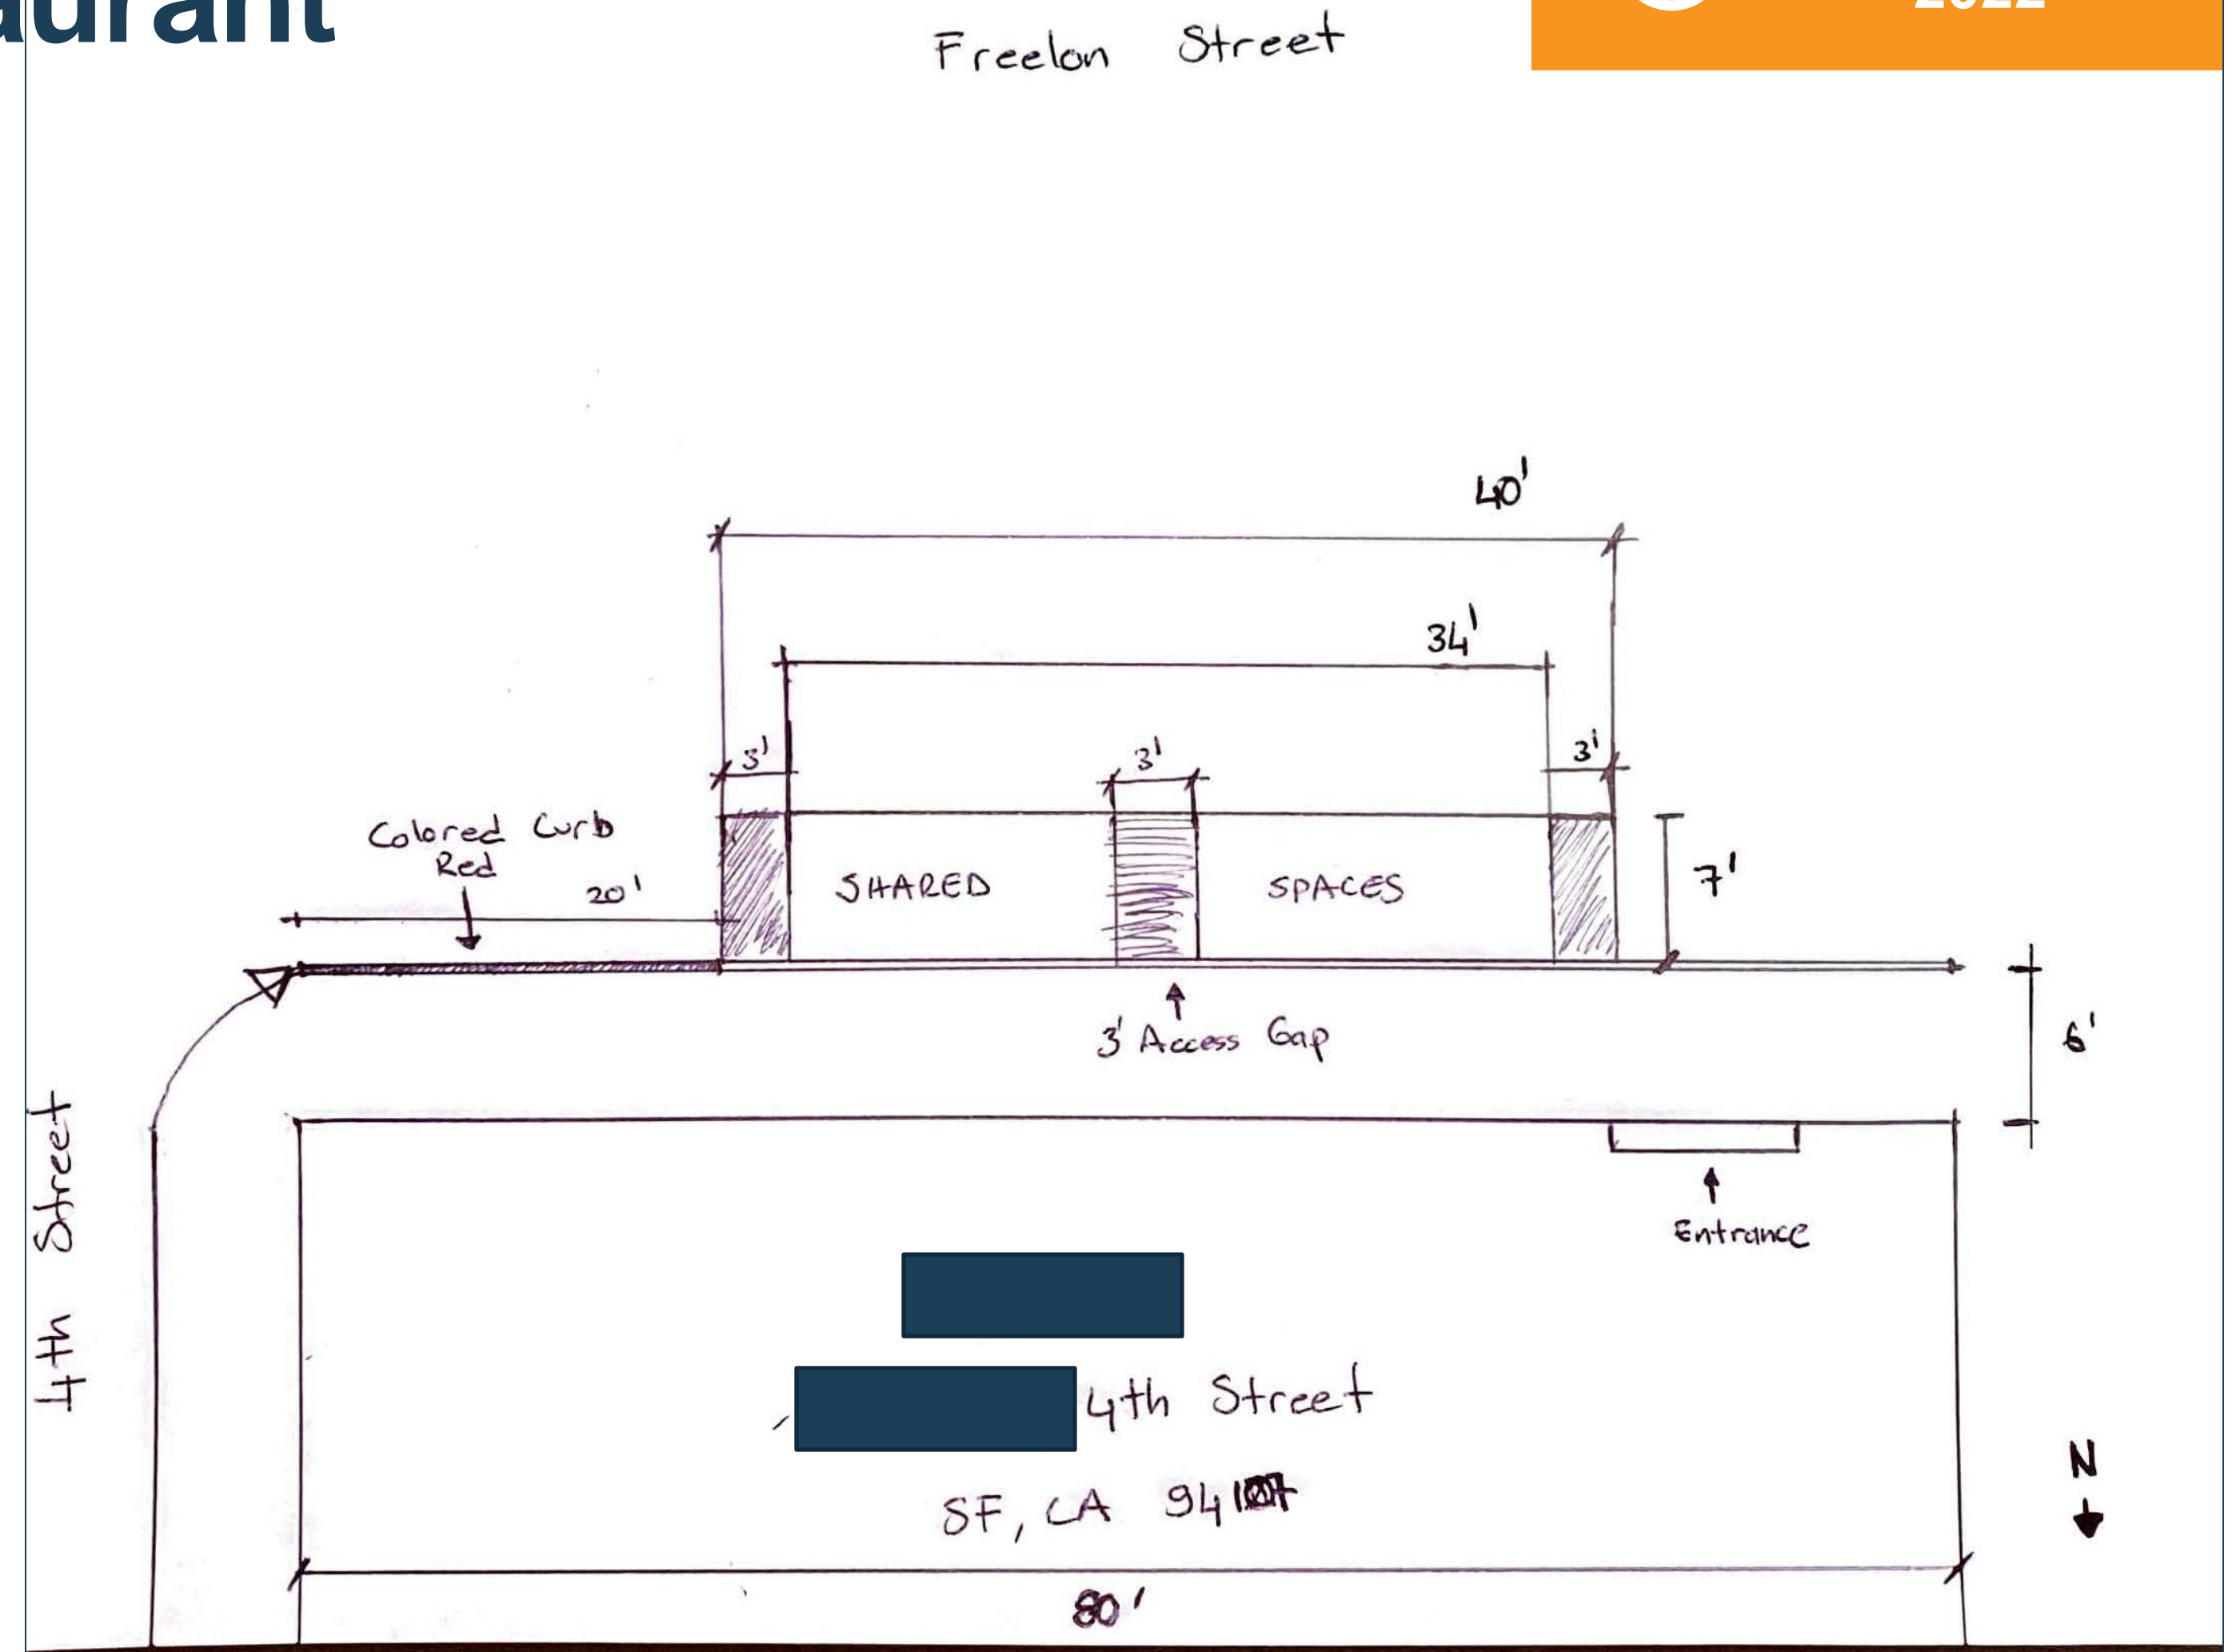 Freelon Street
40'
34'
3'
3'
3'
Colored Curb
Red
20'
SHARED
SPACES
7'
3' Access Gap
6'
4th Street
Entrance
4th Street
SF, CA 94107
N
80'